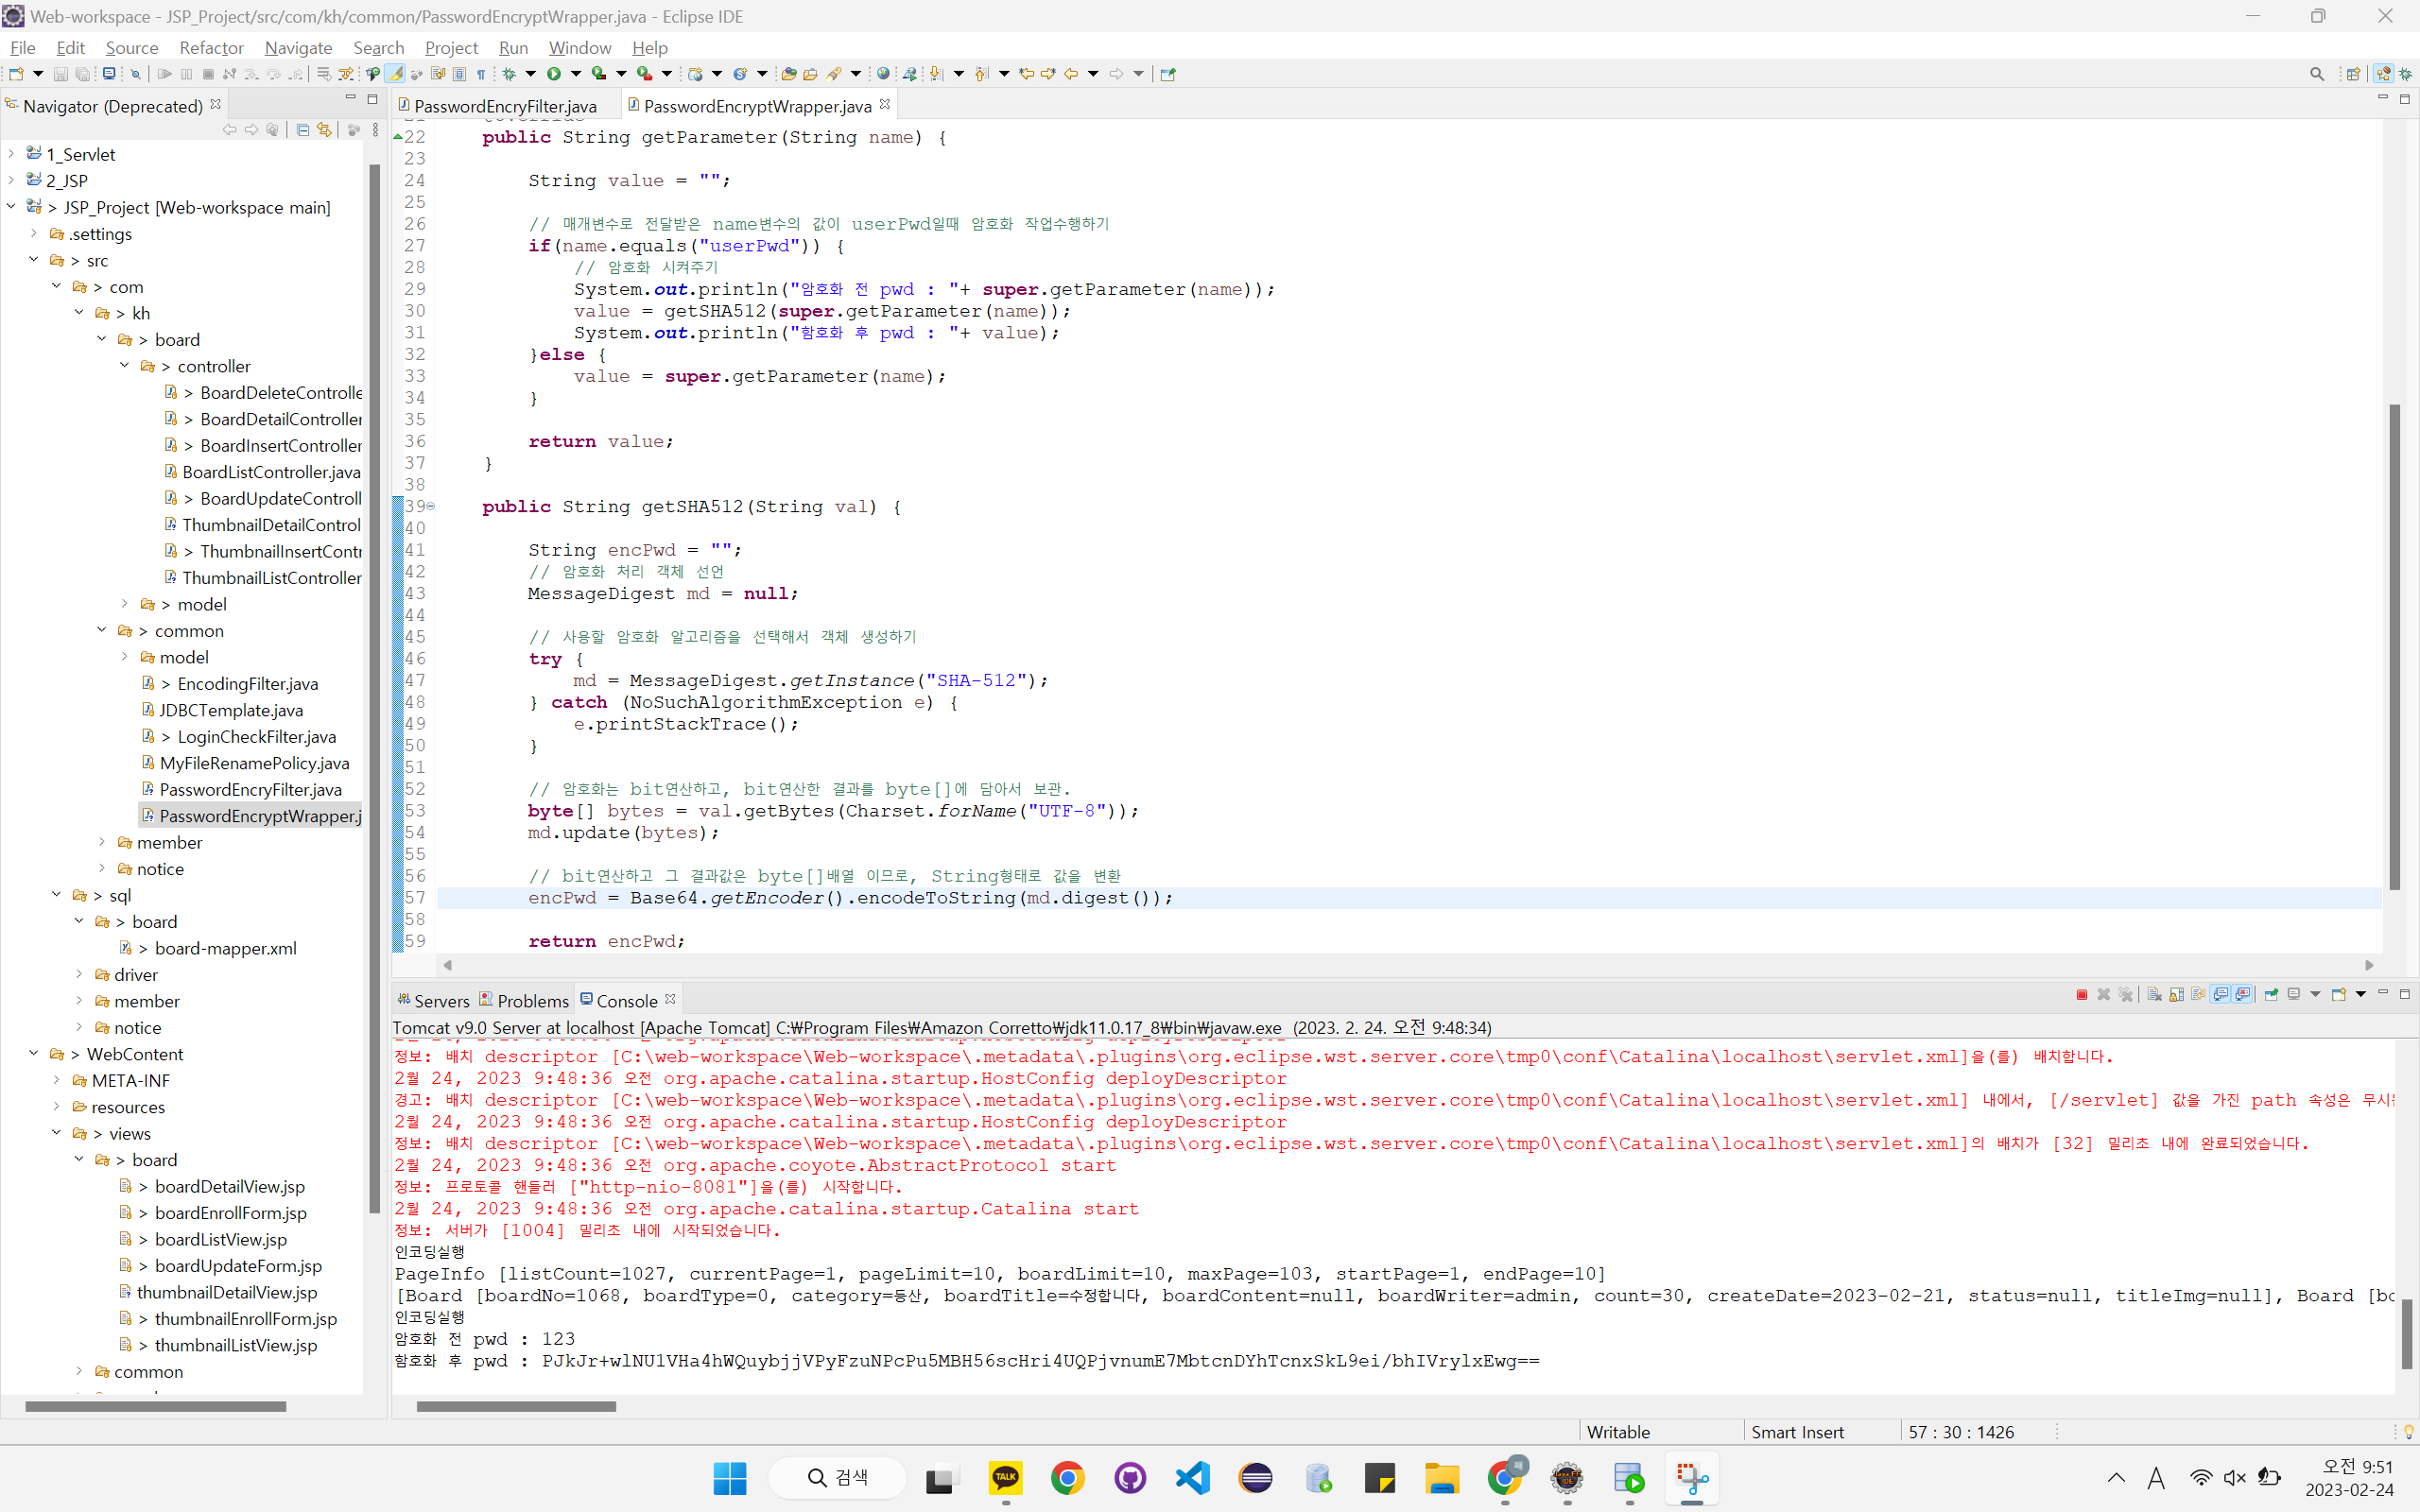 Web-workspace - JSP_Project/src/com/kh/common/PasswordEncryptWrapper.java - Eclipse IDE
File Edit Source Refactor Navigate Search Project Run Window Help
Navigator (Deprecated)
1_Servlet
2_JSP
> JSP_Project [Web-workspace main]
.settings
> src
> com
> kh
> board
> controller
> BoardDeleteControlle
> BoardDetailController
> BoardInsertController
BoardListController.java
> BoardUpdateControll
ThumbnailDetailControl
> ThumbnailInsertContr
ThumbnailListController
> model
> common
model
> EncodingFilter.java
JDBCTemplate.java
> LoginCheckFilter.java
MyFileRenamePolicy.java
PasswordEncryFilter.java
PasswordEncryptWrapper.j
member
notice
> sql
> board
> board-mapper.xml
driver
member
notice
> WebContent
META-INF
resources
> views
> board
> boardDetailView.jsp
> boardEnrollForm.jsp
> boardListView.jsp
> boardUpdateForm.jsp
thumbnailDetailView.jsp
> thumbnailEnrollForm.jsp
> thumbnailListView.jsp
common
PasswordEncryFilter.java PasswordEncryptWrapper.java
22 public String getParameter(String name) {
23
24 String value = "";
25
26 // 매개변수로 전달받은 name변수의 값이 userPwd일때 암호화 작업수행하기
27 if(name.equals("userPwd")) {
28 // 암호화 시켜주기
29 System.out.println("암호화 전 pwd : "+ super.getParameter(name));
30 value = getSHA512(super.getParameter(name));
31 System.out.println("함호화 후 pwd : "+ value);
32 }else {
33 value = super.getParameter(name);
34 }
35
36 return value;
37 }
38
39 public String getSHA512(String val) {
40
41 String encPwd = "";
42 // 암호화 처리 객체 선언
43 MessageDigest md = null;
44
45 // 사용할 암호화 알고리즘을 선택해서 객체 생성하기
46 try {
47 md = MessageDigest.getInstance("SHA-512");
48 } catch (NoSuchAlgorithmException e) {
49 e.printStackTrace();
50 }
51
52 // 암호화는 bit연산하고, bit연산한 결과를 byte[]에 담아서 보관.
53 byte[] bytes = val.getBytes(Charset.forName("UTF-8"));
54 md.update(bytes);
55
56 // bit연산하고 그 결과값은 byte[]배열 이므로, String형태로 값을 변환
57 encPwd = Base64.getEncoder().encodeToString(md.digest());
58
59 return encPwd;
Servers Problems Console
Tomcat v9.0 Server at localhost [Apache Tomcat] C:\Program Files\Amazon Corretto\jdk11.0.17_8\bin\javaw.exe (2023. 2. 24. 오전 9:48:34)
정보: 배치 descriptor [C:\web-workspace\Web-workspace\.metadata\.plugins\org.eclipse.wst.server.core\tmp0\conf\Catalina\localhost\servlet.xml]을(를) 배치합니다.
2월 24, 2023 9:48:36 오전 org.apache.catalina.startup.HostConfig deployDescriptor
경고: 배치 descriptor [C:\web-workspace\Web-workspace\.metadata\.plugins\org.eclipse.wst.server.core\tmp0\conf\Catalina\localhost\servlet.xml] 내에서, [/servlet] 값을 가진 path 속성은 무시
2월 24, 2023 9:48:36 오전 org.apache.catalina.startup.HostConfig deployDescriptor
정보: 배치 descriptor [C:\web-workspace\Web-workspace\.metadata\.plugins\org.eclipse.wst.server.core\tmp0\conf\Catalina\localhost\servlet.xml]의 배치가 [32] 밀리초 내에 완료되었습니다.
2월 24, 2023 9:48:36 오전 org.apache.coyote.AbstractProtocol start
정보: 프로토콜 핸들러 ["http-nio-8081"]을(를) 시작합니다.
2월 24, 2023 9:48:36 오전 org.apache.catalina.startup.Catalina start
정보: 서버가 [1004] 밀리초 내에 시작되었습니다.
인코딩실행
PageInfo [listCount=1027, currentPage=1, pageLimit=10, boardLimit=10, maxPage=103, startPage=1, endPage=10]
[Board [boardNo=1068, boardType=0, category=등산, boardTitle=수정합니다, boardContent=null, boardWriter=admin, count=30, createDate=2023-02-21, status=null, titleImg=null], Board [bo
인코딩실행
암호화 전 pwd : 123
함호화 후 pwd : PJkJr+wlNU1VHa4hWQuybjjVPyFzuNPcPu5MBH56scHri4UQPjvnumE7MbtcnDYhTcnxSkL9ei/bhIVrylxEwg==
Writable Smart Insert 57 : 30 : 1426
검색
TALK
A
오전 9:51
2023-02-24